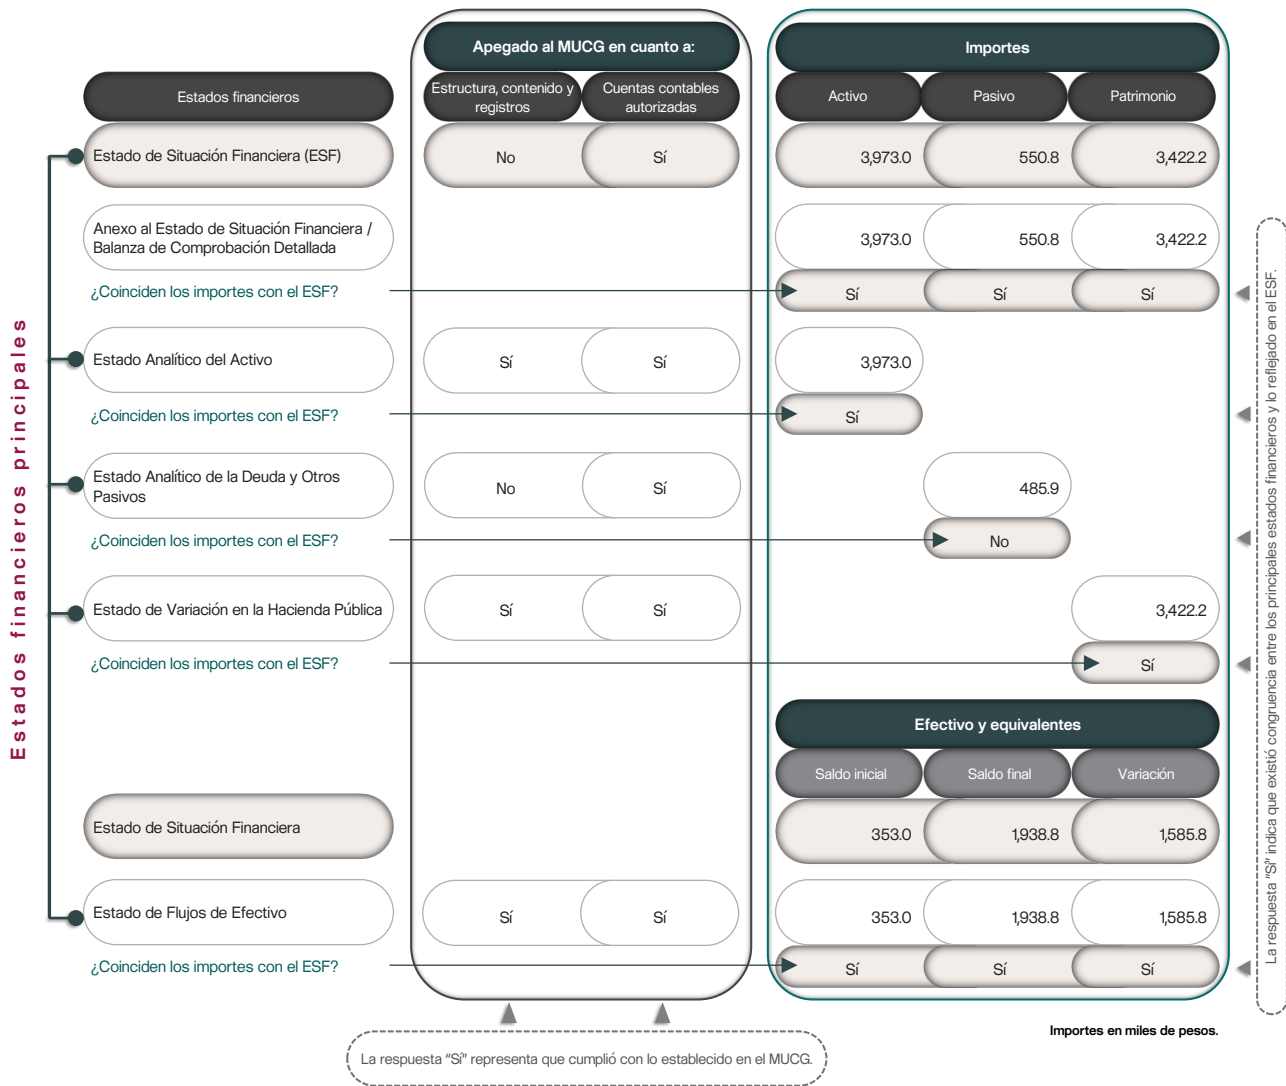 Apegado al MUCG en cuanto a:
Importes
Estados financieros
Estructura, contenido y
registros
Cuentas contables
autorizadas
Activo
Pasivo
Patrimonio
Estado de Situación Financiera (ESF)
No
Sí
3,973.0
550.8
3,422.2
Anexo al Estado de Situación Financiera /
Balanza de Comprobación Detallada
3,973.0
550.8
3,422.2
¿Coinciden los importes con el ESF?
Sí
Sí
Sí
Estado Analítico del Activo
Sí
Sí
3,973.0
¿Coinciden los importes con el ESF?
Sí
Estado Analítico de la Deuda y Otros
Pasivos
No
Sí
485.9
¿Coinciden los importes con el ESF?
No
Estado de Variación en la Hacienda Pública
Sí
Sí
3,422.2
¿Coinciden los importes con el ESF?
Sí
Efectivo y equivalentes
Saldo inicial
Saldo final
Variación
Estado de Situación Financiera
353.0
1,938.8
1,585.8
Estado de Flujos de Efectivo
Sí
Sí
353.0
1,938.8
1,585.8
¿Coinciden los importes con el ESF?
Sí
Sí
Sí
Estados financieros principales
La respuesta "Sí" indica que existió congruencia entre los principales estados financieros y lo reflejado en el ESF.
Importes en miles de pesos.
La respuesta "Sí" representa que cumplió con lo establecido en el MUCG.